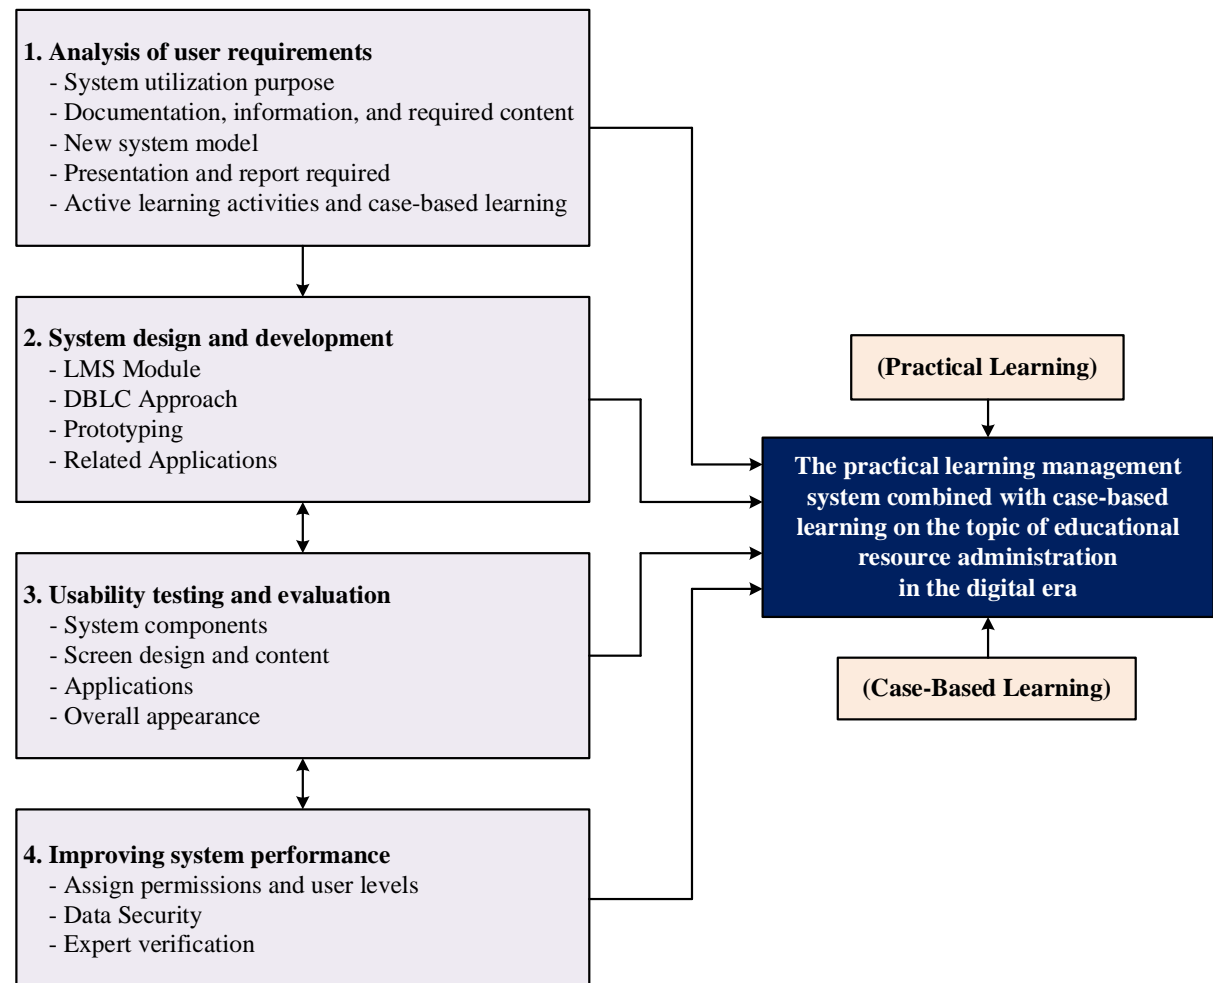 1. Analysis of user requirements
- System utilization purpose
- Documentation, information, and required content
- New system model
- Presentation and report required
- Active learning activities and case-based learning
2. System design and development
- LMS Module
- DBLC Approach
- Prototyping
- Related Applications
3. Usability testing and evaluation
- System components
- Screen design and content
- Applications
- Overall appearance
4. Improving system performance
- Assign permissions and user levels
- Data Security
- Expert verification
(Practical Learning)
The practical learning management
system combined with case-based
learning on the topic of educational
resource administration
in the digital era
(Case-Based Learning)